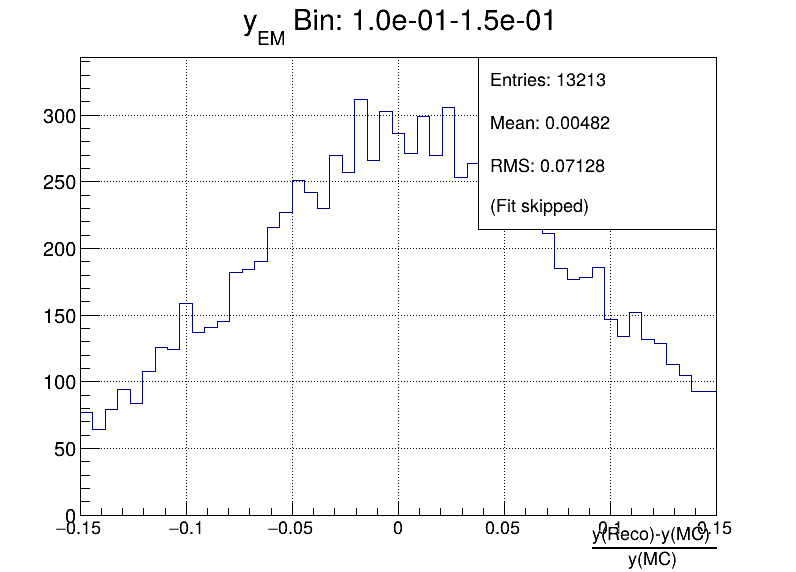 yEM Bin: 1.0e-01-1.5e-01
Entries: 13213
Mean: 0.00482
RMS: 0.07128
(Fit skipped)
300
250
200
150
100
50
0
−0.15 −0.1 −0.05 0 0.05 0.1 0.15
y(Reco)-y(MC)
y(MC)